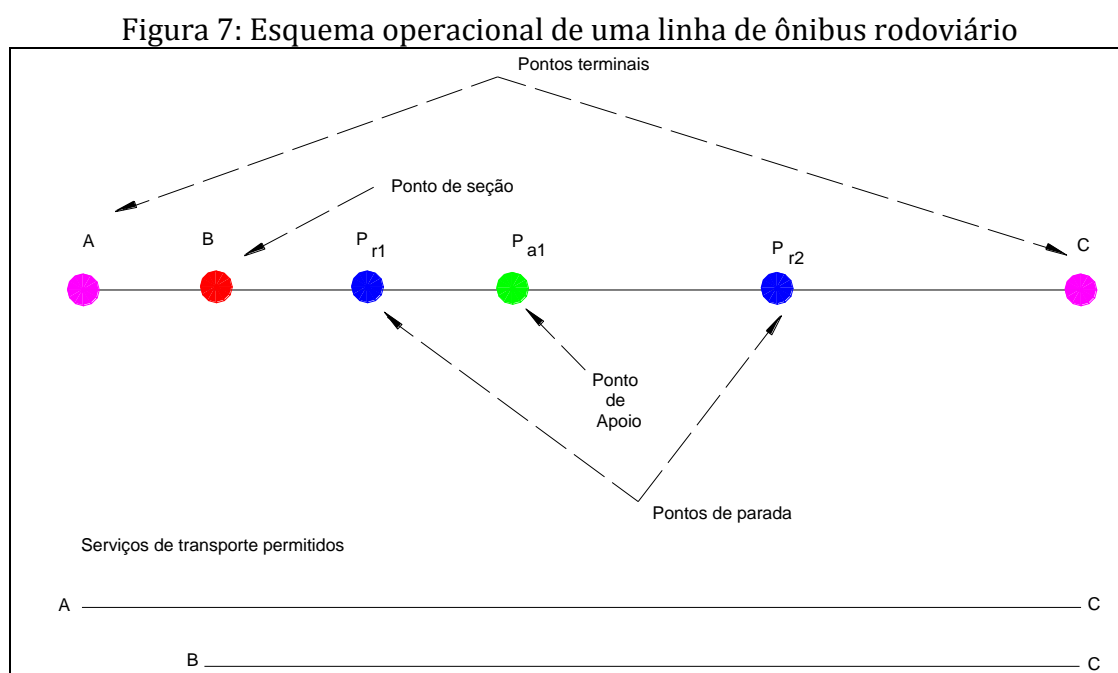 Figura 7: Esquema operacional de uma linha de ônibus rodoviário
Pontos terminais
Ponto de seção
A
B
P r1
P a1
P r2
C
Ponto
de
Apoio
Pontos de parada
Serviços de transporte permitidos
A C
B C